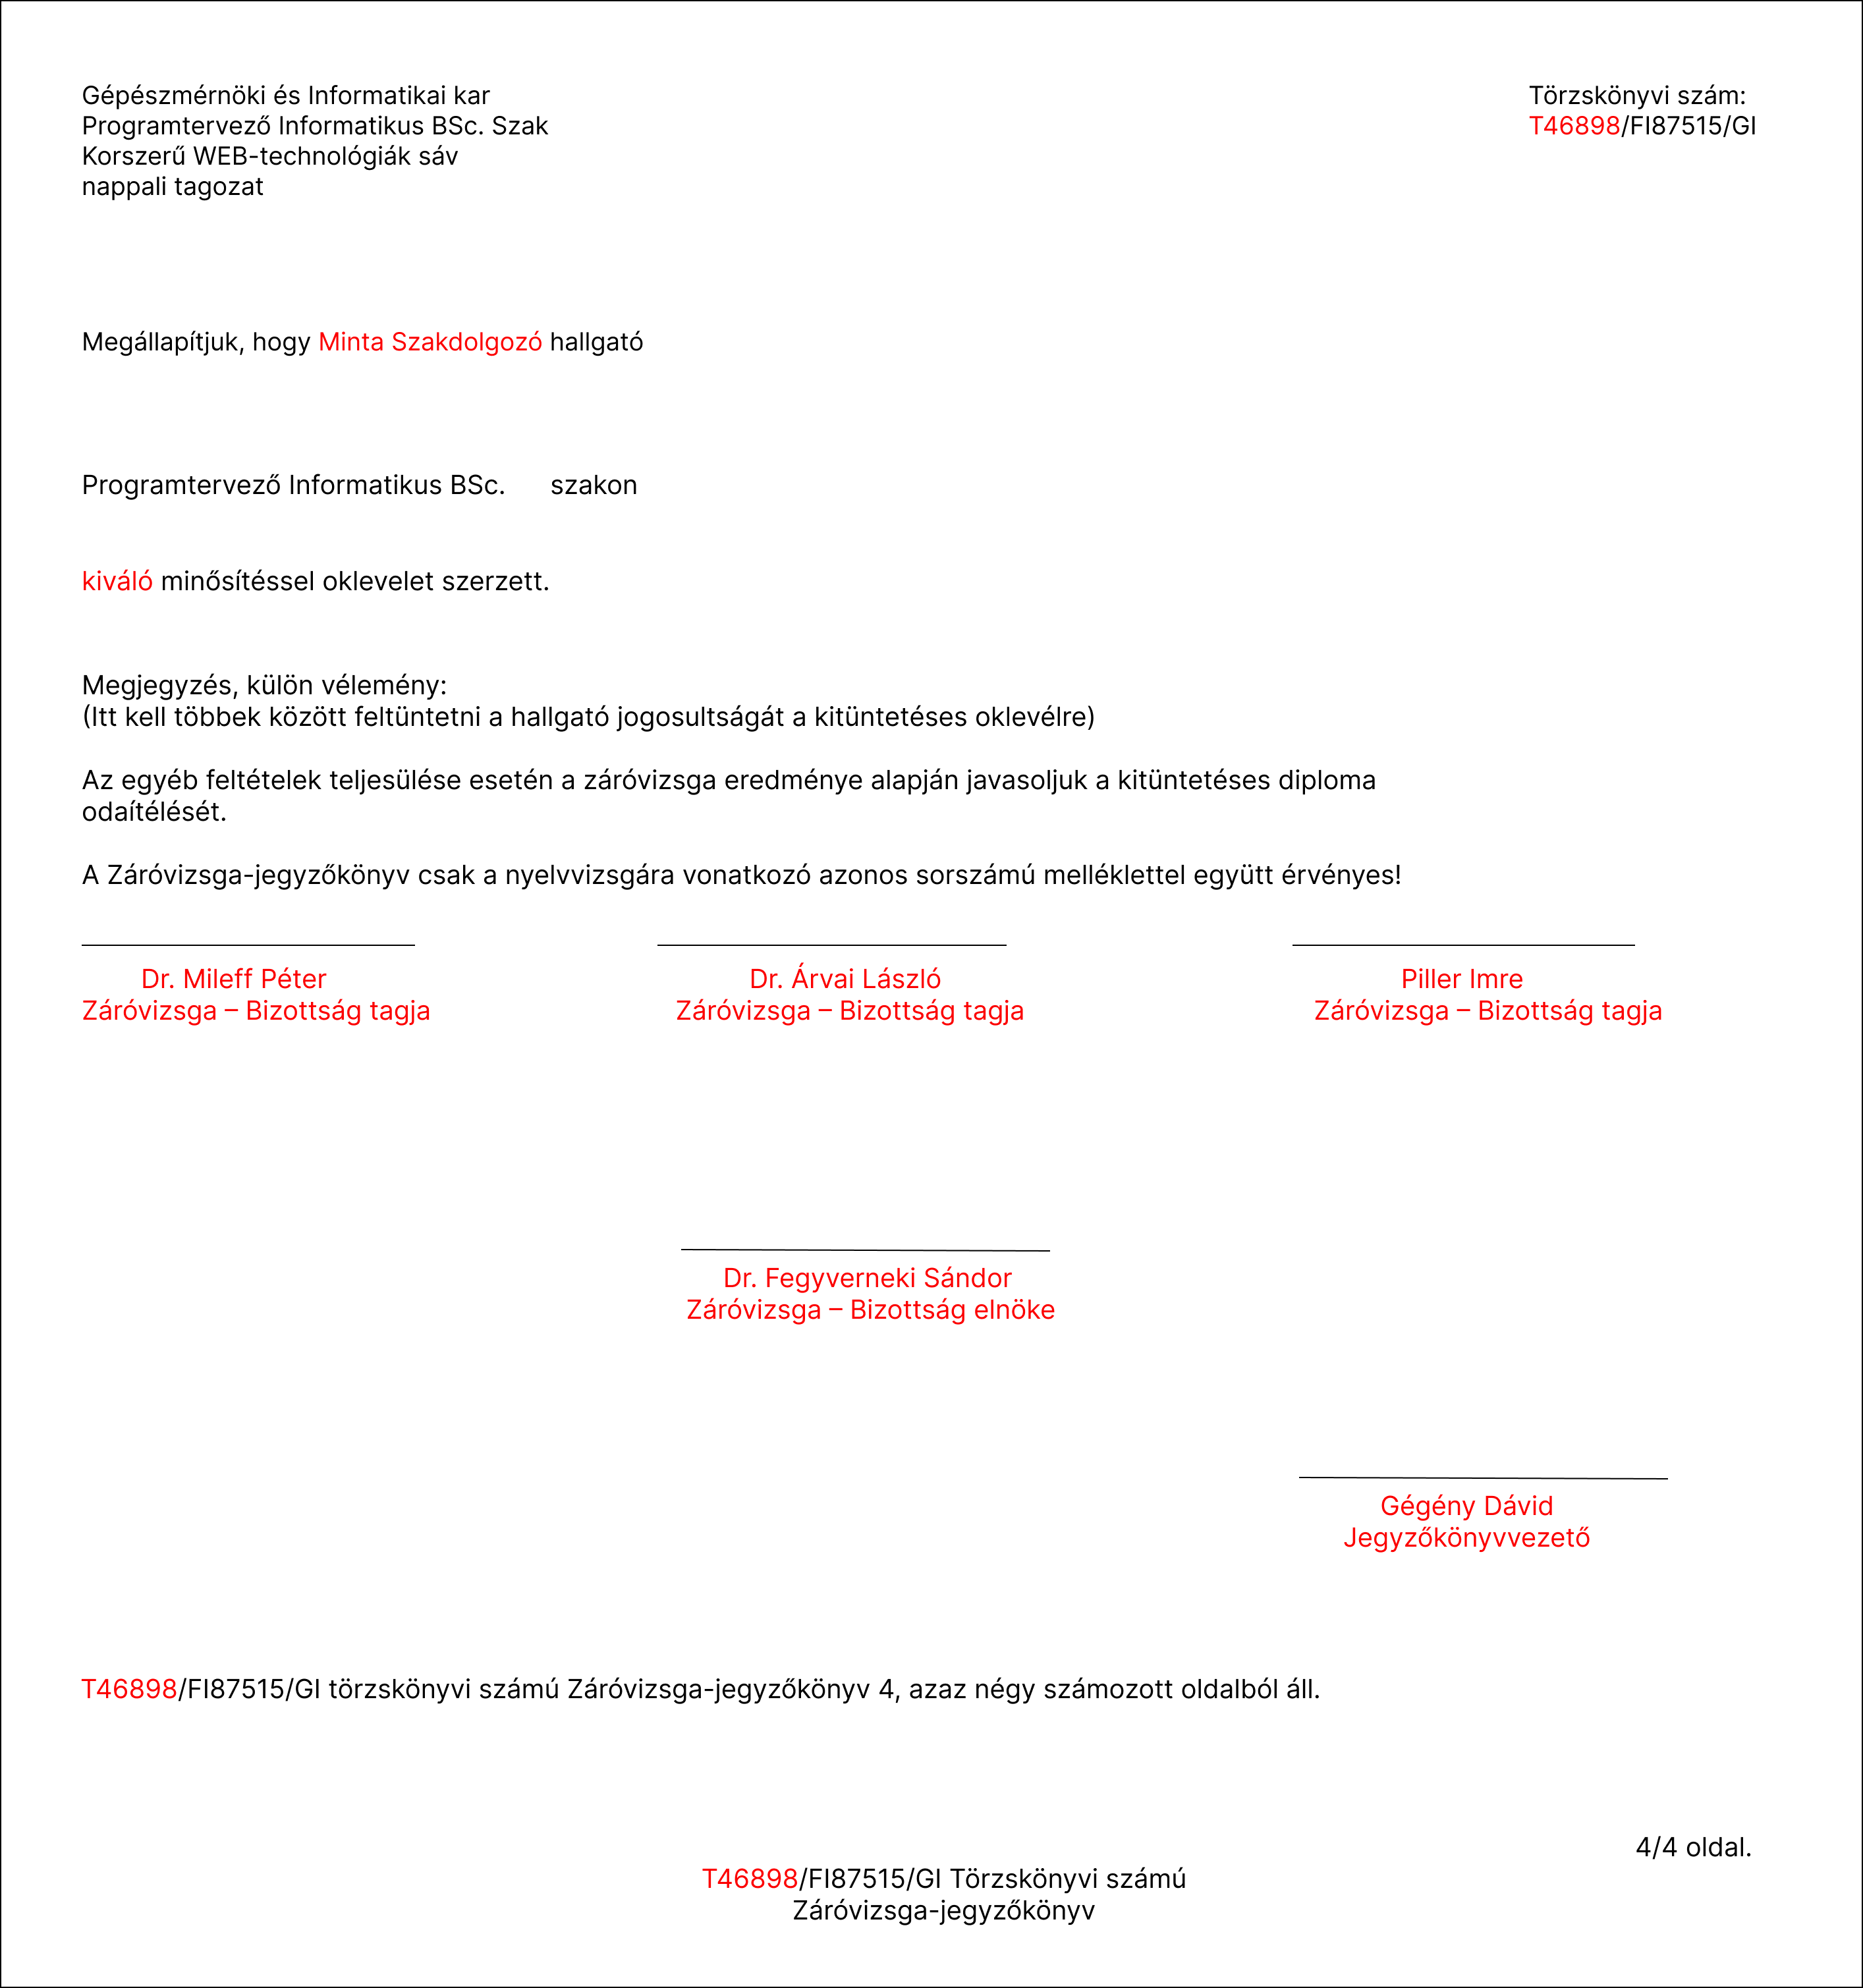 Gépészmérnöki és Informatikai kar
Programtervező Informatikus BSc. Szak
Korszerű WEB-technológiák sáv
nappali tagozat
Törzskönyvi szám:
T46898/FI87515/GI
Megállapítjuk, hogy Minta Szakdolgozó hallgató
Programtervező Informatikus BSc. szakon
kiváló minősítéssel oklevelet szerzett.
Megjegyzés, külön vélemény:
(Itt kell többek között feltüntetni a hallgató jogosultságát a kitüntetéses oklevélre)
Az egyéb feltételek teljesülése esetén a záróvizsga eredménye alapján javasoljuk a kitüntetéses diploma
odaítélését.
A Záróvizsga-jegyzőkönyv csak a nyelvvizsgára vonatkozó azonos sorszámú melléklettel együtt érvényes!
Dr. Mileff Péter
Záróvizsga – Bizottság tagja
Dr. Árvai László
Záróvizsga – Bizottság tagja
Piller Imre
Záróvizsga – Bizottság tagja
Dr. Fegyverneki Sándor
Záróvizsga – Bizottság elnöke
Gégény Dávid
Jegyzőkönyvvezető
T46898/FI87515/GI törzskönyvi számú Záróvizsga-jegyzőkönyv 4, azaz négy számozott oldalból áll.
4/4 oldal.
T46898/FI87515/GI Törzskönyvi számú
Záróvizsga-jegyzőkönyv